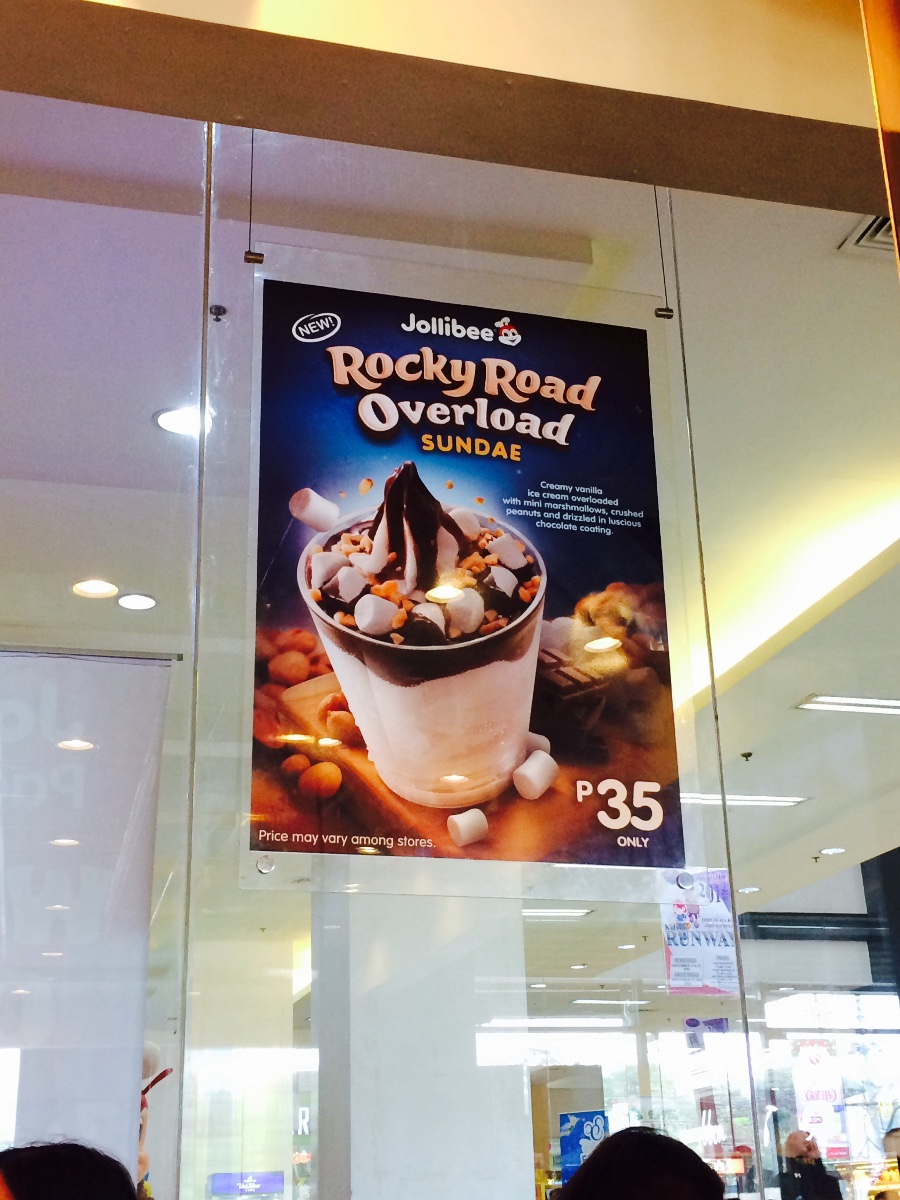 NEW!
Jollibee
Rocky Road
Overload
SUNDAE
Creamy vanilla
ice cream overloaded
with mini marshmallows, crushed
peanuts and drizzled in luscious
chocolate coating.
P35
ONLY
Price may vary among stores.
RUNWAY